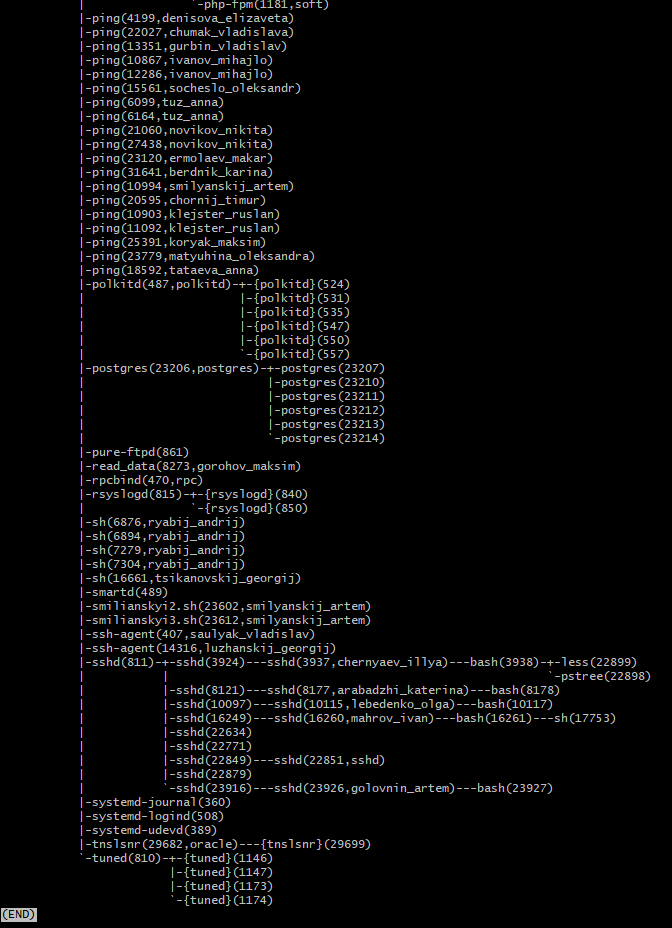 |               `-php-fpm(1181,soft)
|-ping(4199,denisova_elizaveta)
|-ping(22027,chumak_vladislava)
|-ping(13351,gurbin_vladislav)
|-ping(10867,ivanov_mihajlo)
|-ping(12286,ivanov_mihajlo)
|-ping(15561,socheslo_oleksandr)
|-ping(6099,tuz_anna)
|-ping(6164,tuz_anna)
|-ping(21060,novikov_nikita)
|-ping(27438,novikov_nikita)
|-ping(23120,ermolaev_makar)
|-ping(31641,berdnik_karina)
|-ping(10994,smilyanskij_artem)
|-ping(20595,chornij_timur)
|-ping(10903,klejster_ruslan)
|-ping(11092,klejster_ruslan)
|-ping(25391,koryak_maksim)
|-ping(23779,matyuhina_oleksandra)
|-ping(18592,tataeva_anna)
|-polkitd(487,polkitd)-+-{polkitd}(524)
|                      |-{polkitd}(531)
|                      |-{polkitd}(535)
|                      |-{polkitd}(547)
|                      |-{polkitd}(550)
|                      `-{polkitd}(557)
|-postgres(23206,postgres)-+-postgres(23207)
|                          |-postgres(23210)
|                          |-postgres(23211)
|                          |-postgres(23212)
|                          |-postgres(23213)
|                          `-postgres(23214)
|-pure-ftpd(861)
|-read_data(8273,gorohov_maksim)
|-rpcbind(470,rpc)
|-rsyslogd(815)-+-{rsyslogd}(840)
|               `-{rsyslogd}(850)
|-sh(6876,ryabij_andrij)
|-sh(6894,ryabij_andrij)
|-sh(7279,ryabij_andrij)
|-sh(7304,ryabij_andrij)
|-sh(16661,tsikanovskij_georgij)
|-smartd(489)
|-smilianskyi2.sh(23602,smilyanskij_artem)
|-smilianskyi3.sh(23612,smilyanskij_artem)
|-ssh-agent(407,saulyak_vladislav)
|-ssh-agent(14316,luzhanskij_georgij)
|-sshd(811)-+-sshd(3924)---sshd(3937,chernyaev_illya)---bash(3938)-+-less(22899)
|           |                                                      `-pstree(22898)
|           |-sshd(8121)---sshd(8177,arabadzhi_katerina)---bash(8178)
|           |-sshd(10097)---sshd(10115,lebedenko_olga)---bash(10117)
|           |-sshd(16249)---sshd(16260,mahrov_ivan)---bash(16261)---sh(17753)
|           |-sshd(22634)
|           |-sshd(22771)
|           |-sshd(22849)---sshd(22851,sshd)
|           |-sshd(22879)
|           `-sshd(23916)---sshd(23926,golovnin_artem)---bash(23927)
|-systemd-journal(360)
|-systemd-logind(508)
|-systemd-udevd(389)
|-tnslsnr(29682,oracle)---{tnslsnr}(29699)
`-tuned(810)-+-{tuned}(1146)
             |-{tuned}(1147)
             |-{tuned}(1173)
             `-{tuned}(1174)
(END)